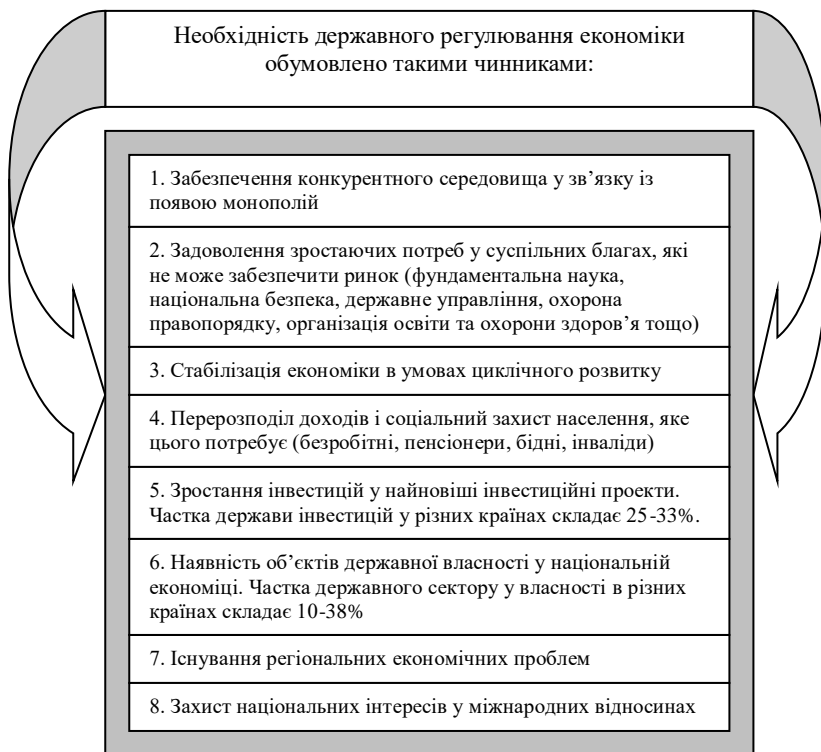 Необхідність державного регулювання економіки
обумовлено такими чинниками:
1. Забезпечення конкурентного середовища у зв’язку із
появою монополій
2. Задоволення зростаючих потреб у суспільних благах, які
не може забезпечити ринок (фундаментальна наука,
національна безпека, державне управління, охорона
правопорядку, організація освіти та охорони здоров’я тощо)
3. Стабілізація економіки в умовах циклічного розвитку
4. Перерозподіл доходів і соціальний захист населення, яке
цього потребує (безробітні, пенсіонери, бідні, інваліди)
5. Зростання інвестицій у найновіші інвестиційні проекти.
Частка держави інвестицій у різних країнах складає 25-33%.
6. Наявність об’єктів державної власності у національній
економіці. Частка державного сектору у власності в різних
країнах складає 10-38%
7. Існування регіональних економічних проблем
8. Захист національних інтересів у міжнародних відносинах